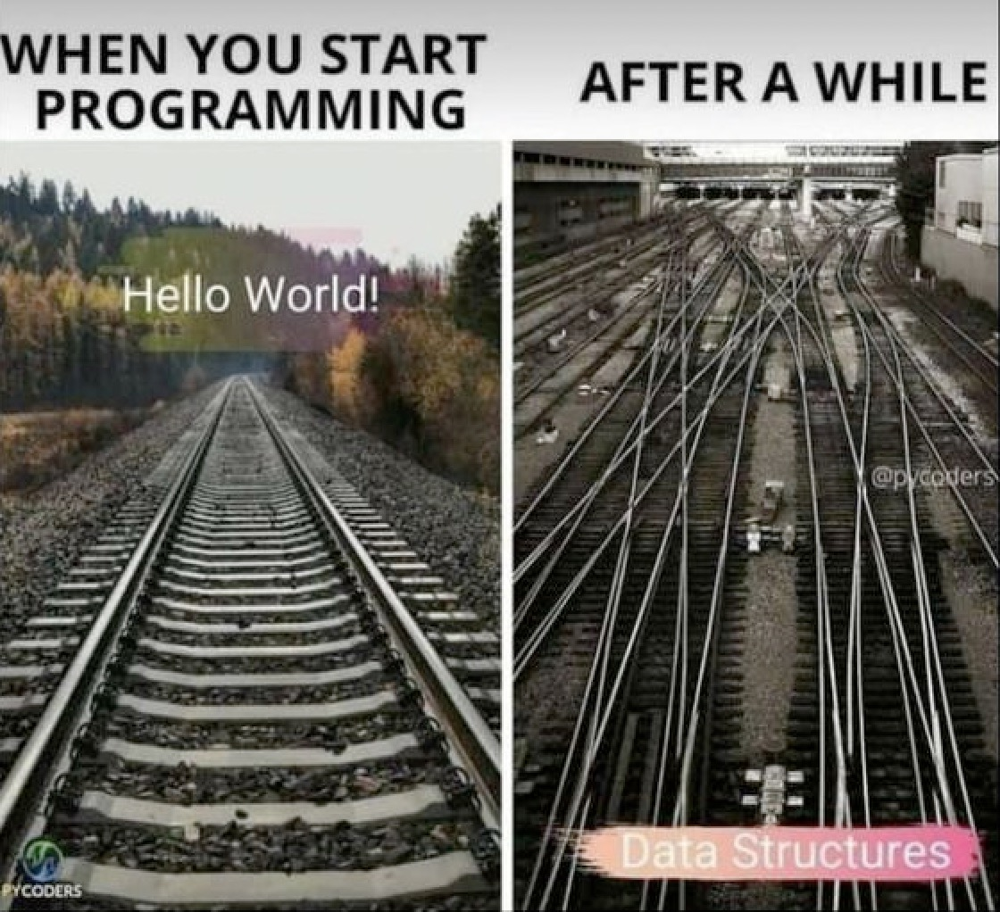 WHEN YOU START
PROGRAMMING
AFTER A WHILE
Hello World!
@pycoders
Data Structures
PYCODERS